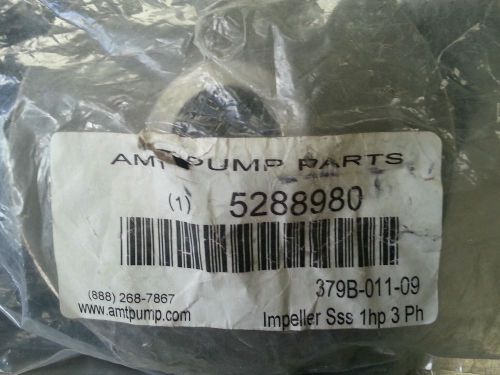 AMT PUMP PARTS
(1) 5288980
(888) 268-7867 379B-011-09
www.amtpump.com Impeller Sss 1hp 3 Ph